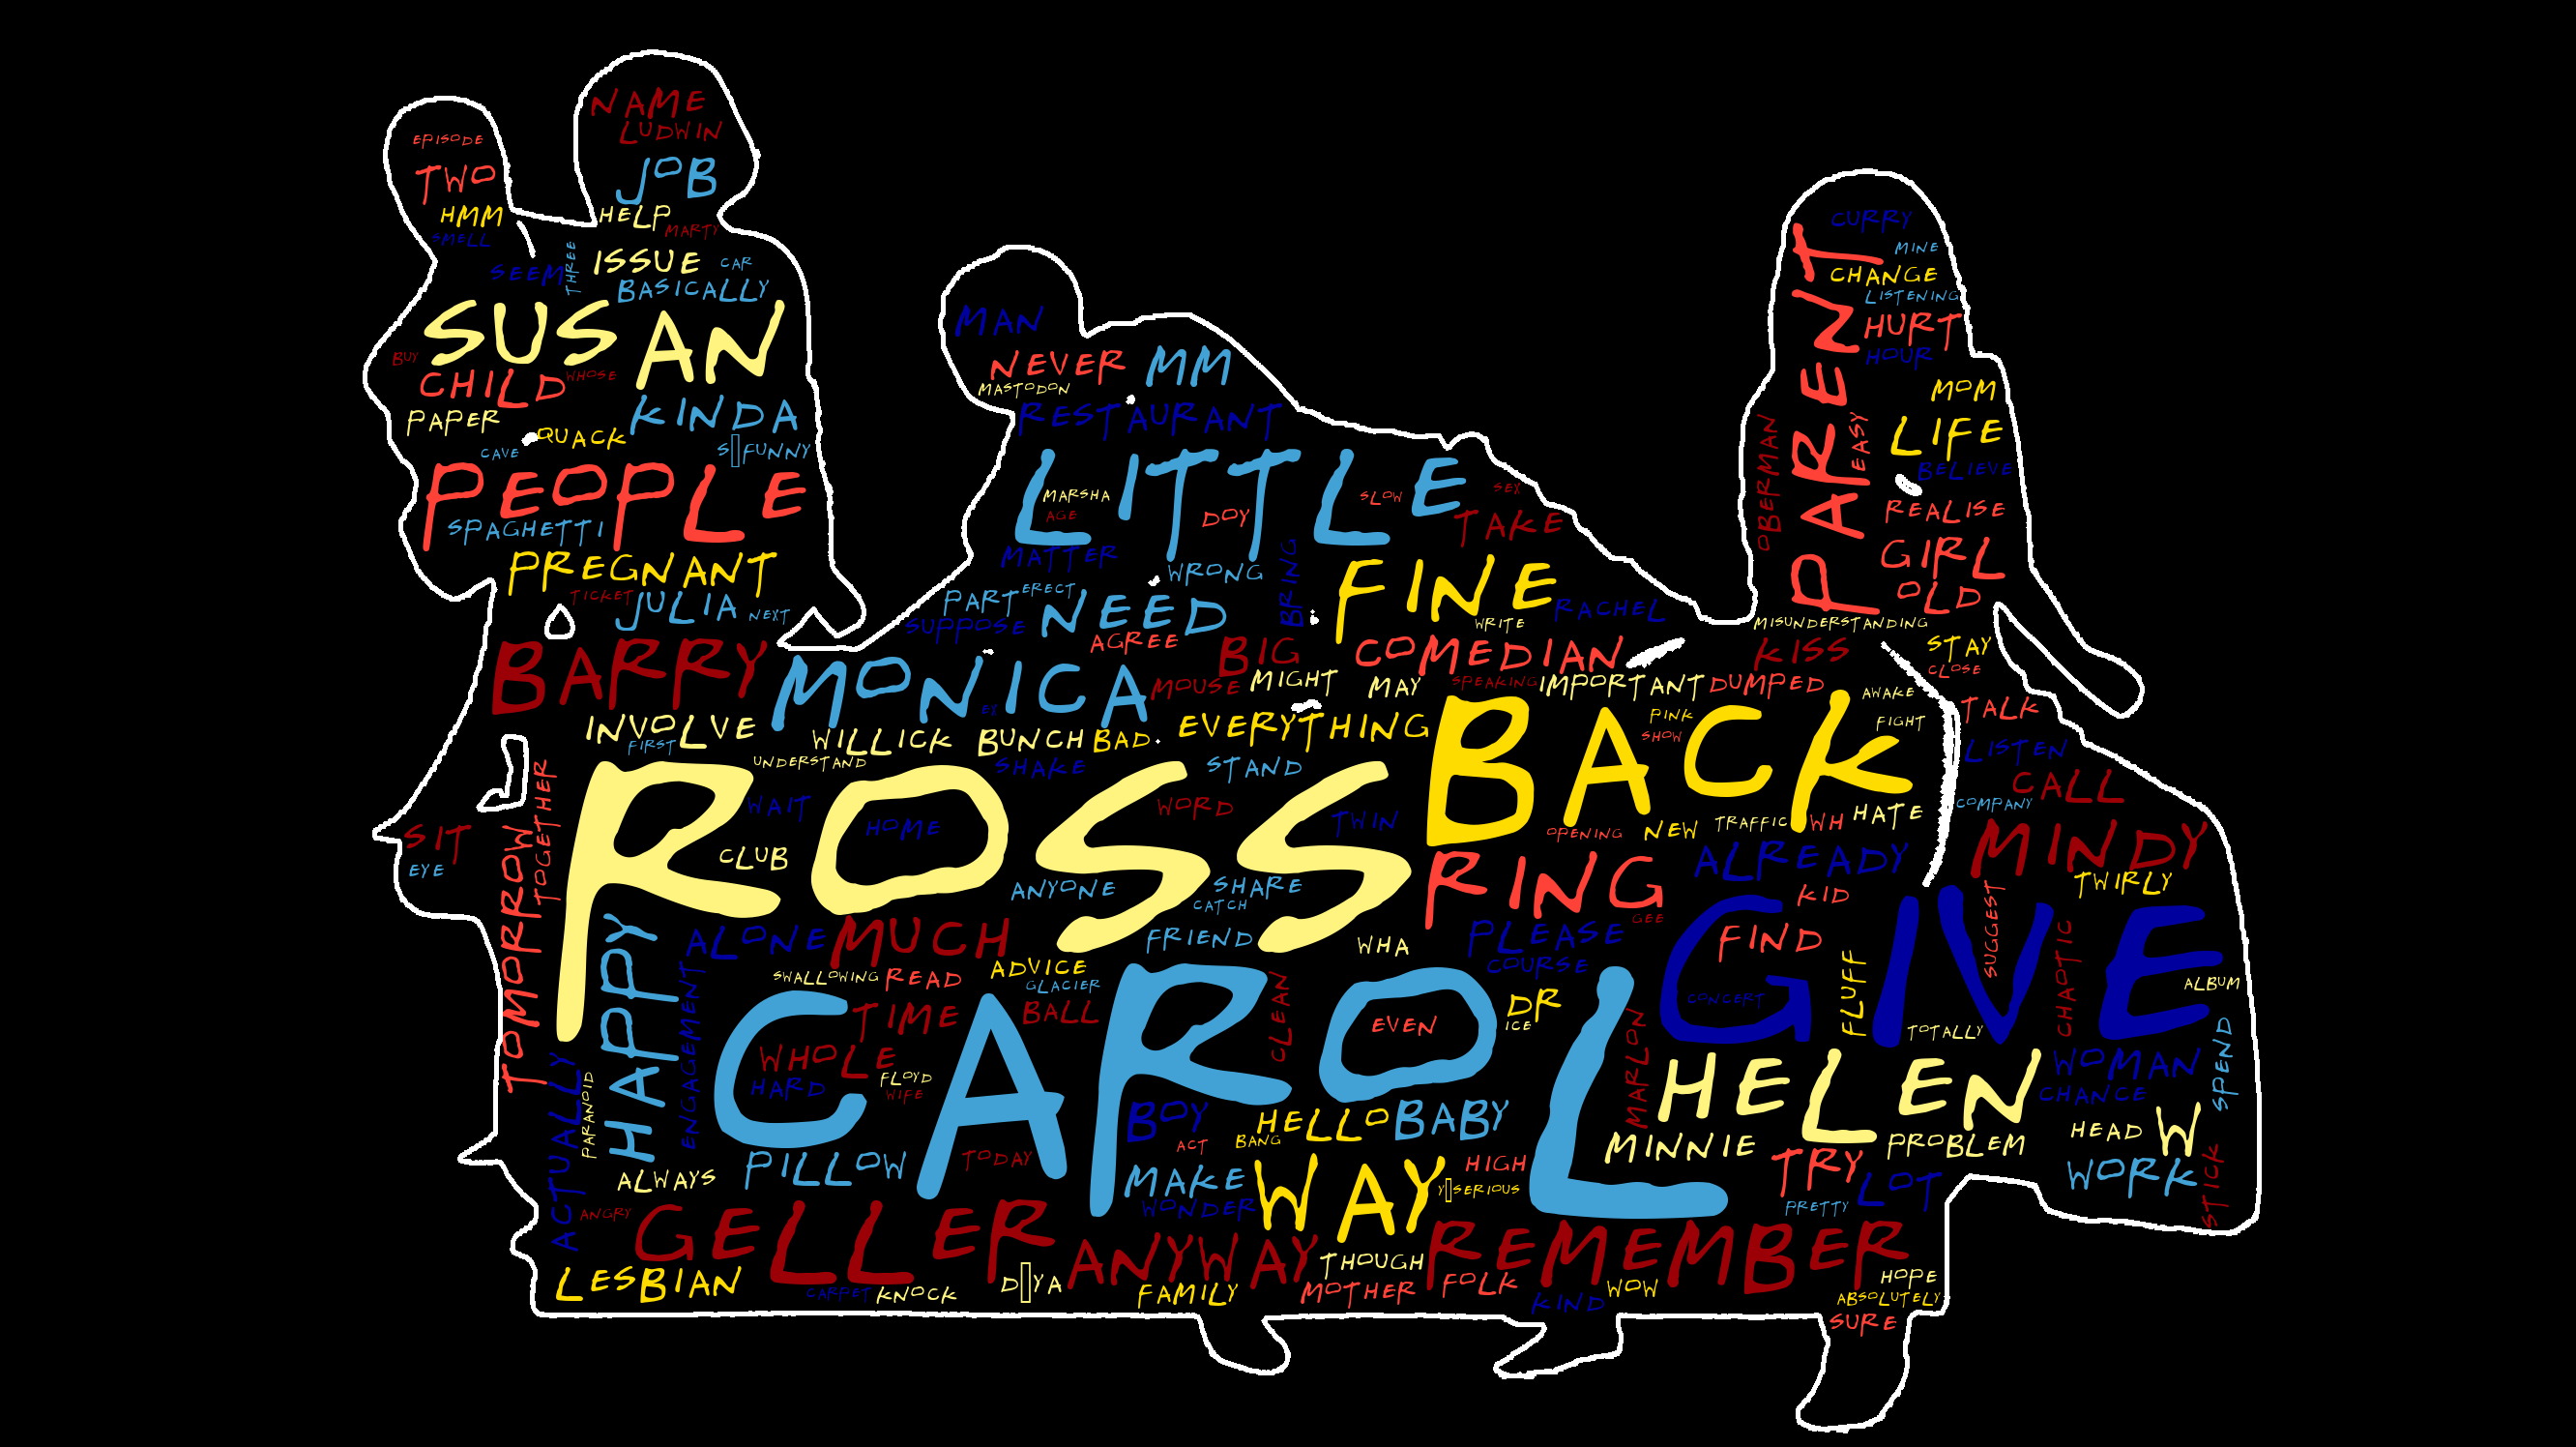 NAME
LUDWIN
EPISODE
JOB
TWO
HMM
HELP
SMELL
MARTY
CURRY
MINE
THREE
ISSUE
CAR
SEEM
BASICALLY
CHANGE
LISTENING
PARENT
HURT
HOUR
SUSAN
MAN
BUY
CHILD
WHOSE
NEVER
MM
MASTODON
MOM
PAPER
KINDA
RESTAURANT
QUACK
CAVE
S▯FUNNY
LIFE
EASY
OBERMAN
BELIEVE
PEOPLE
LITTLE
MARSHA
SLOW
SEX
AGE
DOY
TAKE
REALISE
SPAGHETTI
MATTER
GIRL
PREGNANT
WRONG
BRING
FINE
OLD
TICKET
JULIA
NEXT
PART
ERECT
NEED
SUPPOSE
RACHEL
WRITE
MISUNDERSTANDING
AGREE
BIG
COMEDIAN
KISS
STAY
CLOSE
BARRY
MONICA
EY
MOUSE
MIGHT
MAY
SPEAKING
IMPORTANT
DUMPED
AWAKE
BACK
PINK
FIGHT
TALK
INVOLVE
FIRST
WILLICK
BUNCH
BAD
EVERYTHING
SHOW
LISTEN
UNDERSTAND
SHAKE
STAND
CALL
TOGETHER
ROSS
WAIT
HOME
WORD
TWIN
COMPANY
SIT
EYE
CLUB
OPENING
NEW
TRAFFIC
WH
HATE
MINDY
TOMORROW
RING
ALREADY
TWIRLY
ANYONE
SHARE
CATCH
KID
GEE
GIVE
HAPPY
ALONE
MUCH
FRIEND
WHA
PLEASE
FIND
SUGGEST
COURSE
CHAOTIC
ENGAGEMENT
SWALLOWING
READ
ADVICE
GLACIER
CLEAN
FLUFF
ALBUM
CAROL
TIME
BALL
EVEN
DR
ICE
CONCERT
TOTALLY
MARLON
SPEND
WHOLE
HARD
FLOYD
WIFE
HELEN
WOMAN
CHANCE
ACTUALLY
PARANOID
BOY
HELLO
BABY
BANG
ACT
MINNIE
PROBLEM
HEAD
W
ALWAYS
PILLOW
TODAY
MAKE
WAY
HIGH
Y▯SERIOUS
TRY
WORK
STICK
WONDER
PRETTY
LOT
ANGRY
GELLER
ANYWAY
THOUGH
REMEMBER
LESBIAN
CARPET
KNOCK
D▯YA
FAMILY
MOTHER
FOLK
KIND
WOW
HOPE
ABSOLUTELY
SURE